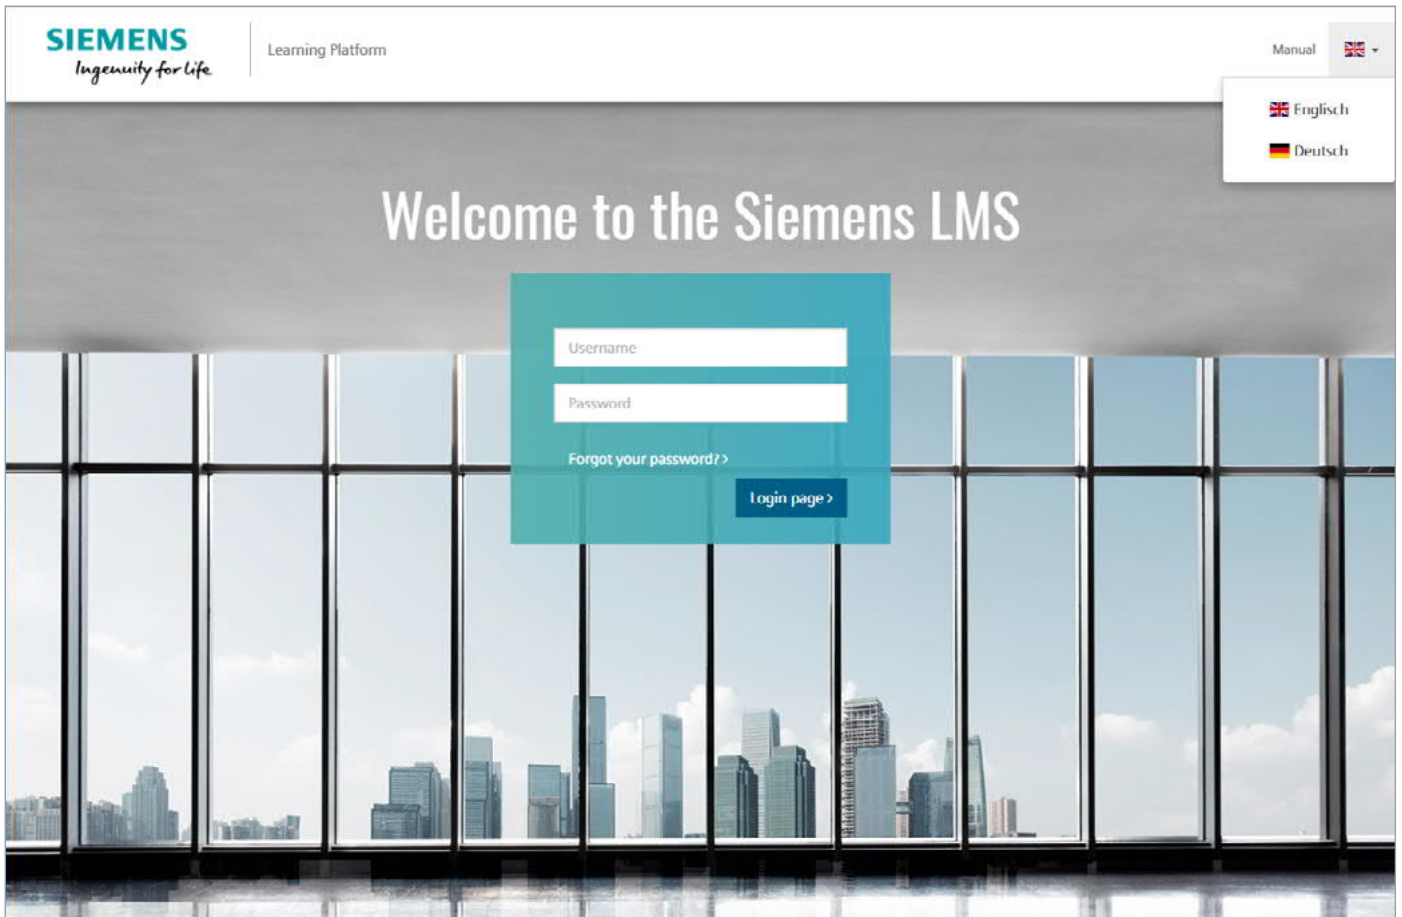 SIEMENS
Ingenuity for life
Learning Platform
Manual
Englisch
Deutsch
Welcome to the Siemens LMS
Username
Password
Forgot your password? >
Login page >